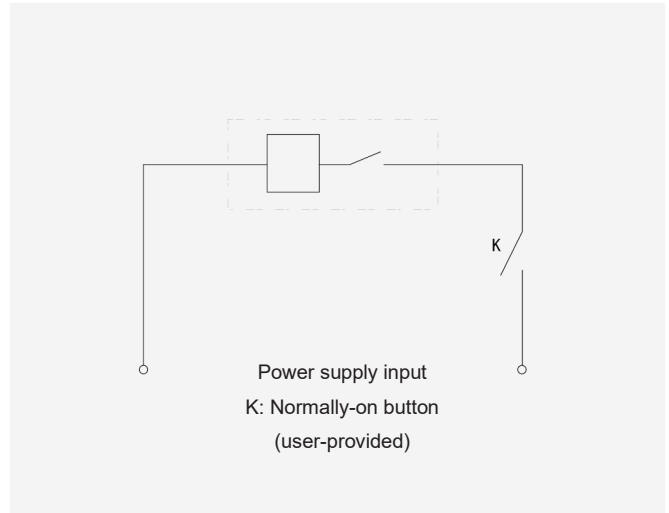 K
Power supply input
K: Normally-on button
(user-provided)